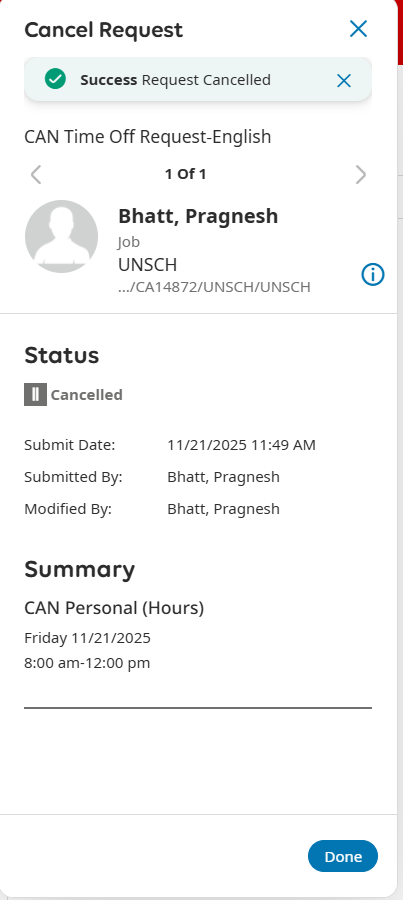 Cancel Request
Success Request Cancelled
CAN Time Off Request-English
1 Of 1
Bhatt, Pragnesh
Job
UNSCH
.../CA14872/UNSCH/UNSCH
Status
Cancelled
Submit Date: 11/21/2025 11:49 AM
Submitted By: Bhatt, Pragnesh
Modified By: Bhatt, Pragnesh
Summary
CAN Personal (Hours)
Friday 11/21/2025
8:00 am-12:00 pm
Done